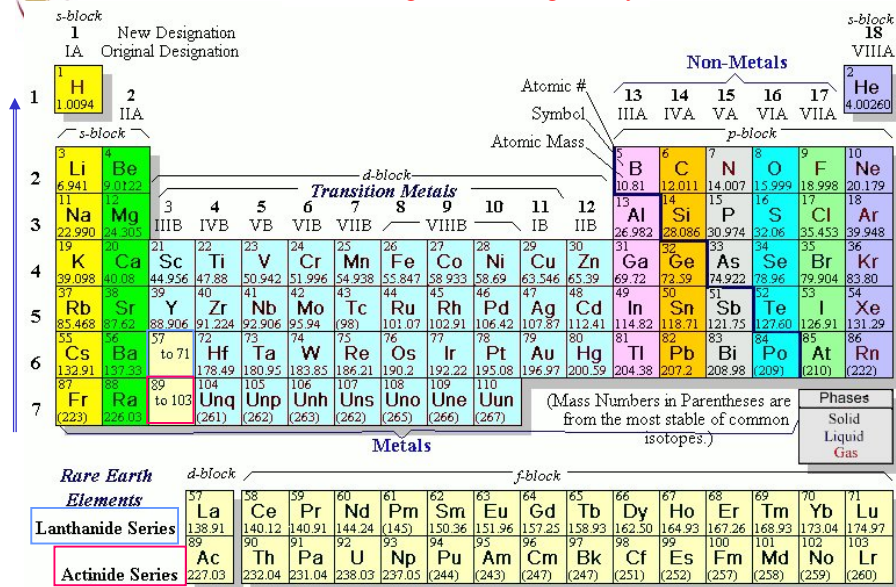 s-block
1 New Designation
IA Original Designation
s-block
18
VIIIA
Non-Metals
1 H 1.0094
2 He 4.00260
1
2
IIA
Atomic #
Symbol
Atomic Mass
13 14 15 16 17
IIIA IVA VA VIA VIIA
s-block
p-block
2
3 Li 6.941
4 Be 9.0122
5 B 10.81
6 C 12.011
7 N 14.007
8 O 15.999
9 F 18.998
10 Ne 20.179
d-block
Transition Metals
3
11 Na 22.990
12 Mg 24.305
3 4 5 6 7 8 9 10 11 12
IIIB IVB VB VIB VIIB VIIIB IB IIB
13 Al 26.982
14 Si 28.086
15 P 30.974
16 S 32.06
17 Cl 35.453
18 Ar 39.948
4
19 K 39.098
20 Ca 40.08
21 Sc 44.956
22 Ti 47.88
23 V 50.942
24 Cr 51.996
25 Mn 54.938
26 Fe 55.847
27 Co 58.933
28 Ni 58.69
29 Cu 63.546
30 Zn 65.39
31 Ga 69.72
32 Ge 72.59
33 As 74.922
34 Se 78.96
35 Br 79.904
36 Kr 83.80
5
37 Rb 85.468
38 Sr 87.62
39 Y 88.906
40 Zr 91.224
41 Nb 92.906
42 Mo 95.94
43 Tc (98)
44 Ru 101.07
45 Rh 102.91
46 Pd 106.42
47 Ag 107.87
48 Cd 112.41
49 In 114.82
50 Sn 118.71
51 Sb 121.75
52 Te 127.60
53 I 126.91
54 Xe 131.29
6
55 Cs 132.91
56 Ba 137.33
57 to 71
72 Hf 178.49
73 Ta 180.95
74 W 183.85
75 Re 186.21
76 Os 190.2
77 Ir 192.22
78 Pt 195.08
79 Au 196.97
80 Hg 200.59
81 Tl 204.38
82 Pb 207.2
83 Bi 208.98
84 Po (209)
85 At (210)
86 Rn (222)
7
87 Fr (223)
88 Ra 226.03
89 to 103
104 Unq (261)
105 Unp (262)
106 Unh (263)
107 Uns (262)
108 Uno (265)
109 Une (266)
110 Uun (267)
(Mass Numbers in Parentheses are
from the most stable of common
isotopes.)
Phases
Solid
Liquid
Gas
Metals
Rare Earth
Elements
d-block
f-block
Lanthanide Series
57 La 138.91
58 Ce 140.12
59 Pr 140.91
60 Nd 144.24
61 Pm (145)
62 Sm 150.36
63 Eu 151.96
64 Gd 157.25
65 Tb 158.93
66 Dy 162.50
67 Ho 164.93
68 Er 167.26
69 Tm 168.93
70 Yb 173.04
71 Lu 174.97
Actinide Series
89 Ac 227.03
90 Th 232.04
91 Pa 231.04
92 U 238.03
93 Np 237.05
94 Pu (244)
95 Am (243)
96 Cm (247)
97 Bk (247)
98 Cf (251)
99 Es (252)
100 Fm (257)
101 Md (258)
102 No (259)
103 Lr (260)